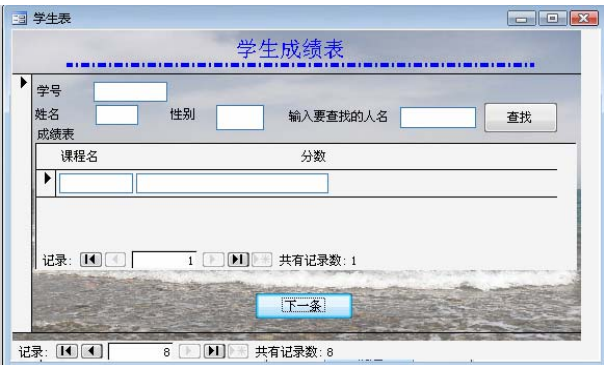 学生表
学生成绩表
学号
姓名 性别 输入要查找的人名 查找
成绩表
课程名 分数
记录: 1 共有记录数: 1
下一条
记录: 8 共有记录数: 8